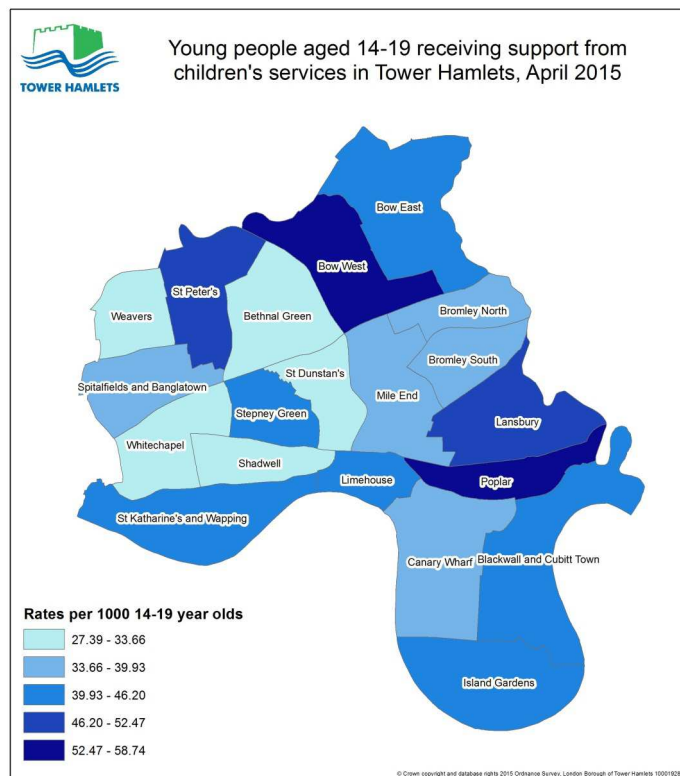 TOWER HAMLETS
Young people aged 14-19 receiving support from
children's services in Tower Hamlets, April 2015
Bow East
Bow West
St Peter's
Weavers
Bethnal Green
Bromley North
Bromley South
St Dunstan's
Spitalfields and Banglatown
Mile End
Stepney Green
Lansbury
Whitechapel
Shadwell
Limehouse
Poplar
St Katharine's and Wapping
Canary Wharf
Blackwall and Cubitt Town
Island Gardens
Rates per 1000 14-19 year olds
27.39 - 33.66
33.66 - 39.93
39.93 - 46.20
46.20 - 52.47
52.47 - 58.74
© Crown copyright and database rights 2015 Ordnance Survey, London Borough of Tower Hamlets 10001928